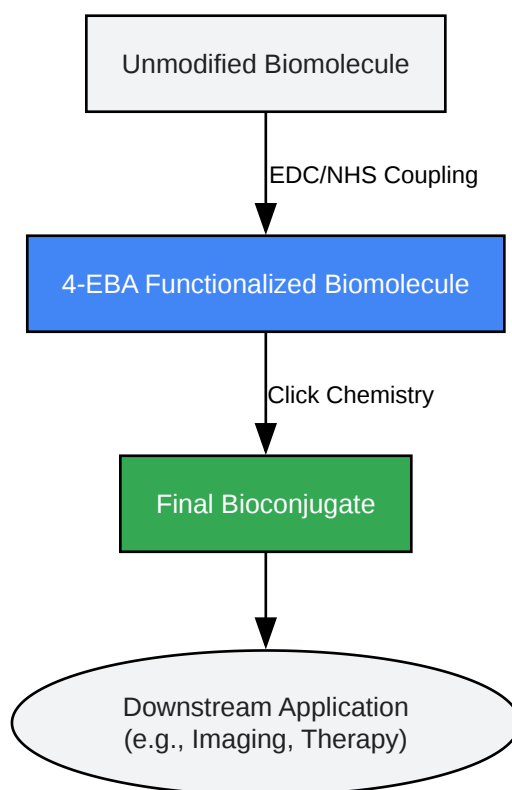 Unmodified Biomolecule
EDC/NHS Coupling
4-EBA Functionalized Biomolecule
Click Chemistry
Final Bioconjugate
Downstream Application
(e.g., Imaging, Therapy)